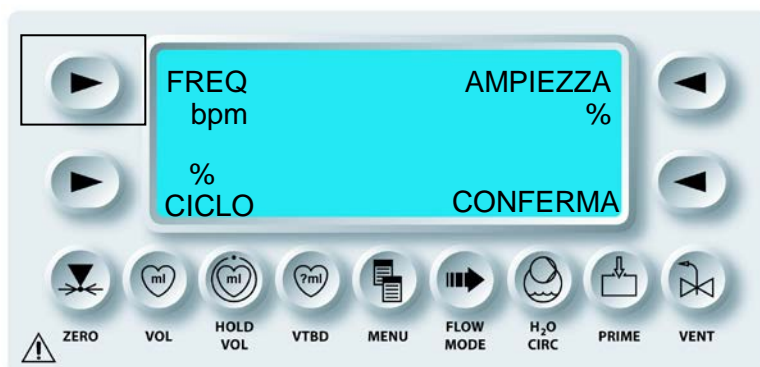 FREQ AMPIEZZA
bpm %
%
CICLO CONFERMA
ml ml ?ml
ZERO VOL HOLD VOL VTBD MENU FLOW MODE H₂O CIRC PRIME VENT